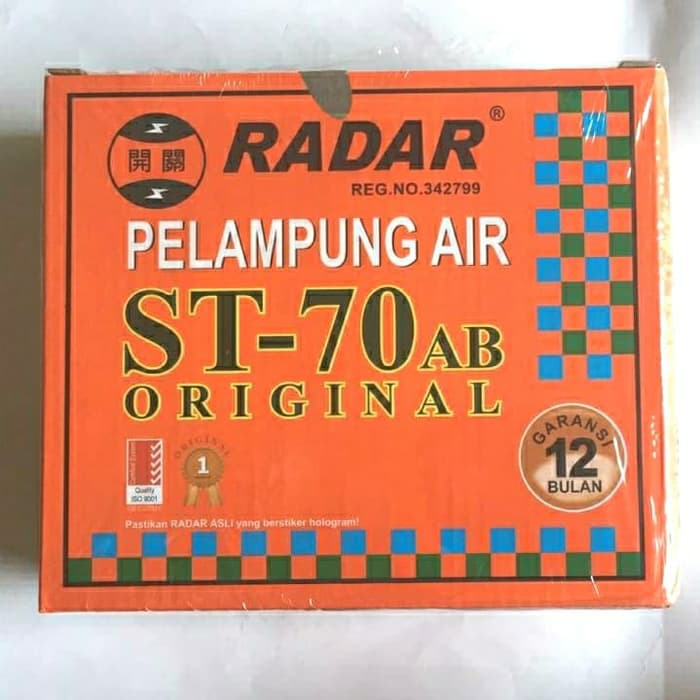 開關
RADAR®
REG.NO.342799
PELAMPUNG AIR
ST-70AB
ORIGINAL
GARANSI
12
BULAN
ORIGINAL
1
Quality
ISO 9001
Pastikan RADAR ASLI yang berstiker hologram!